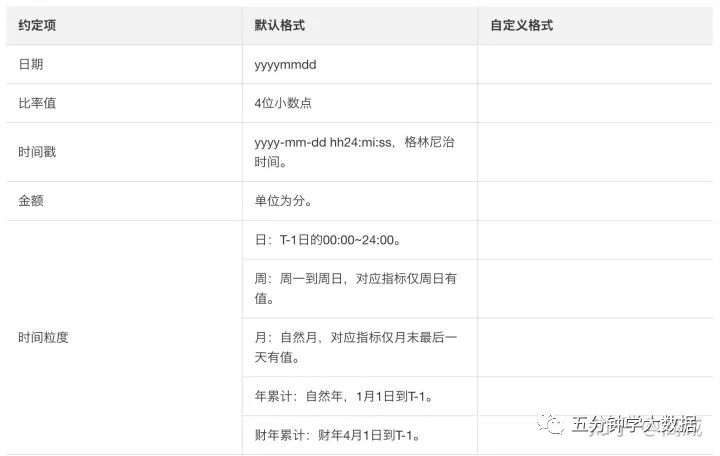 约定项 默认格式 自定义格式
日期 yyyymmdd
比率值 4位小数点
时间戳 yyyy-mm-dd hh24:mi:ss，格林尼治
时间。
金额 单位为分。
时间粒度
日：T-1日的00:00~24:00。
周：周一到周日，对应指标仅周日有
值。
月：自然月，对应指标仅月末最后一
天有值。
年累计：自然年，1月1日到T-1。
财年累计：财年4月1日到T-1。
五分钟学大数据